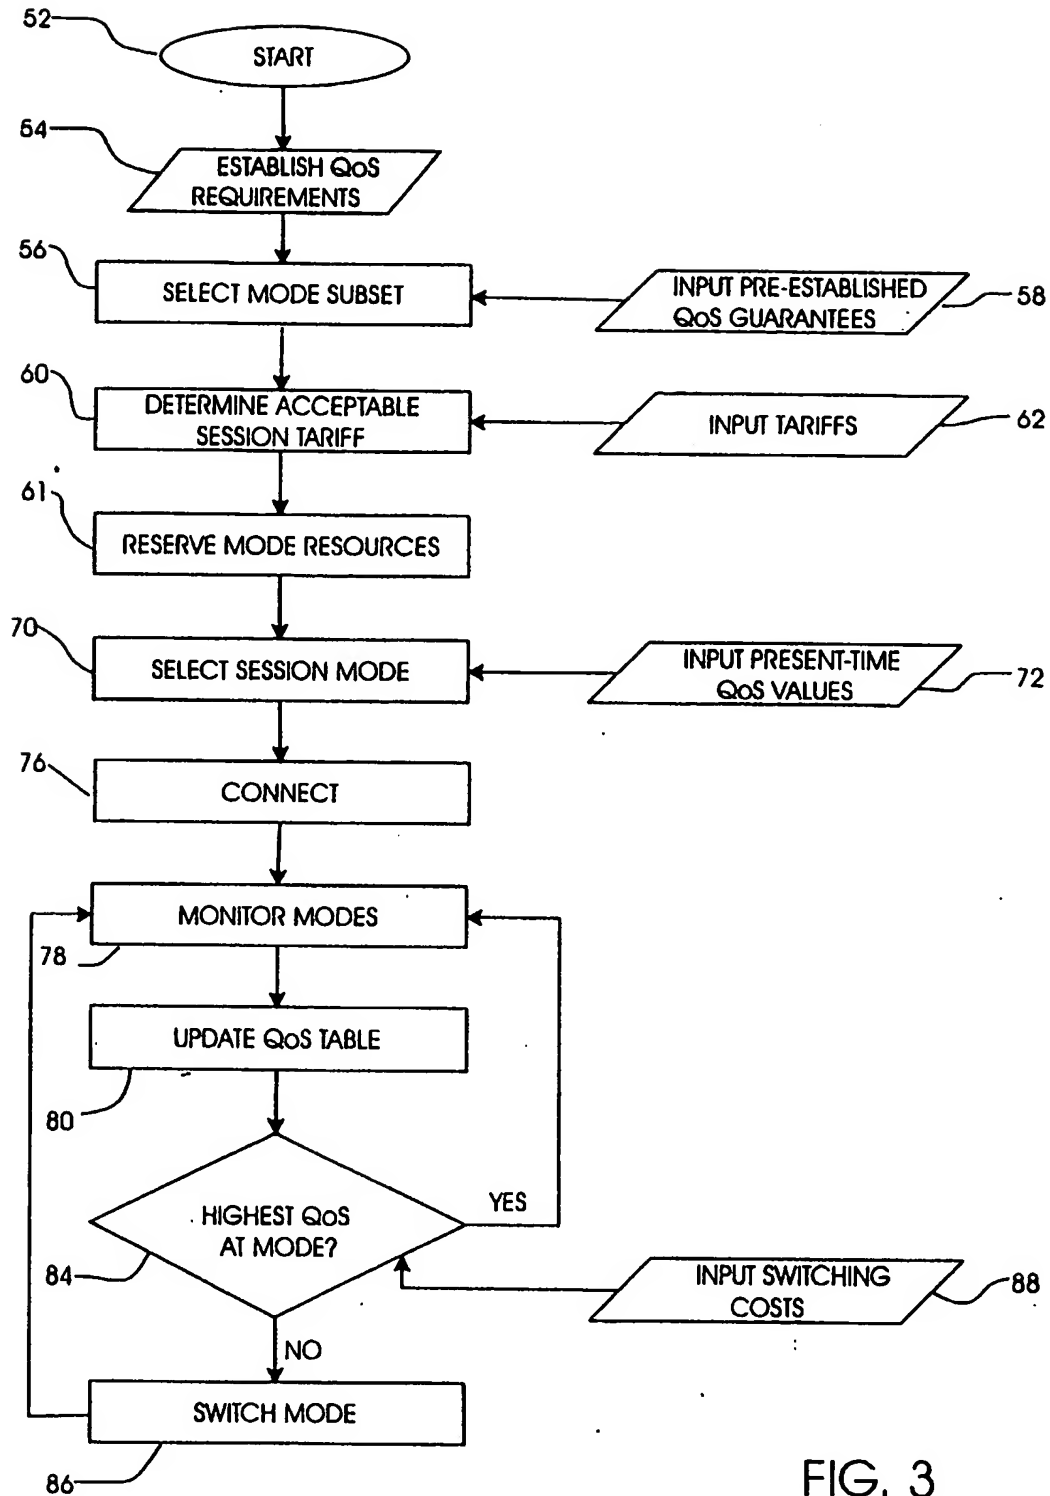 52
START
54
ESTABLISH QoS
REQUIREMENTS
56
SELECT MODE SUBSET
INPUT PRE-ESTABLISHED
QoS GUARANTEES
58
60
DETERMINE ACCEPTABLE
SESSION TARIFF
INPUT TARIFFS
62
61
RESERVE MODE RESOURCES
70
SELECT SESSION MODE
INPUT PRESENT-TIME
QoS VALUES
72
76
CONNECT
MONITOR MODES
78
UPDATE QoS TABLE
80
HIGHEST QoS
AT MODE?
YES
84
INPUT SWITCHING
COSTS
88
NO
SWITCH MODE
86
FIG. 3